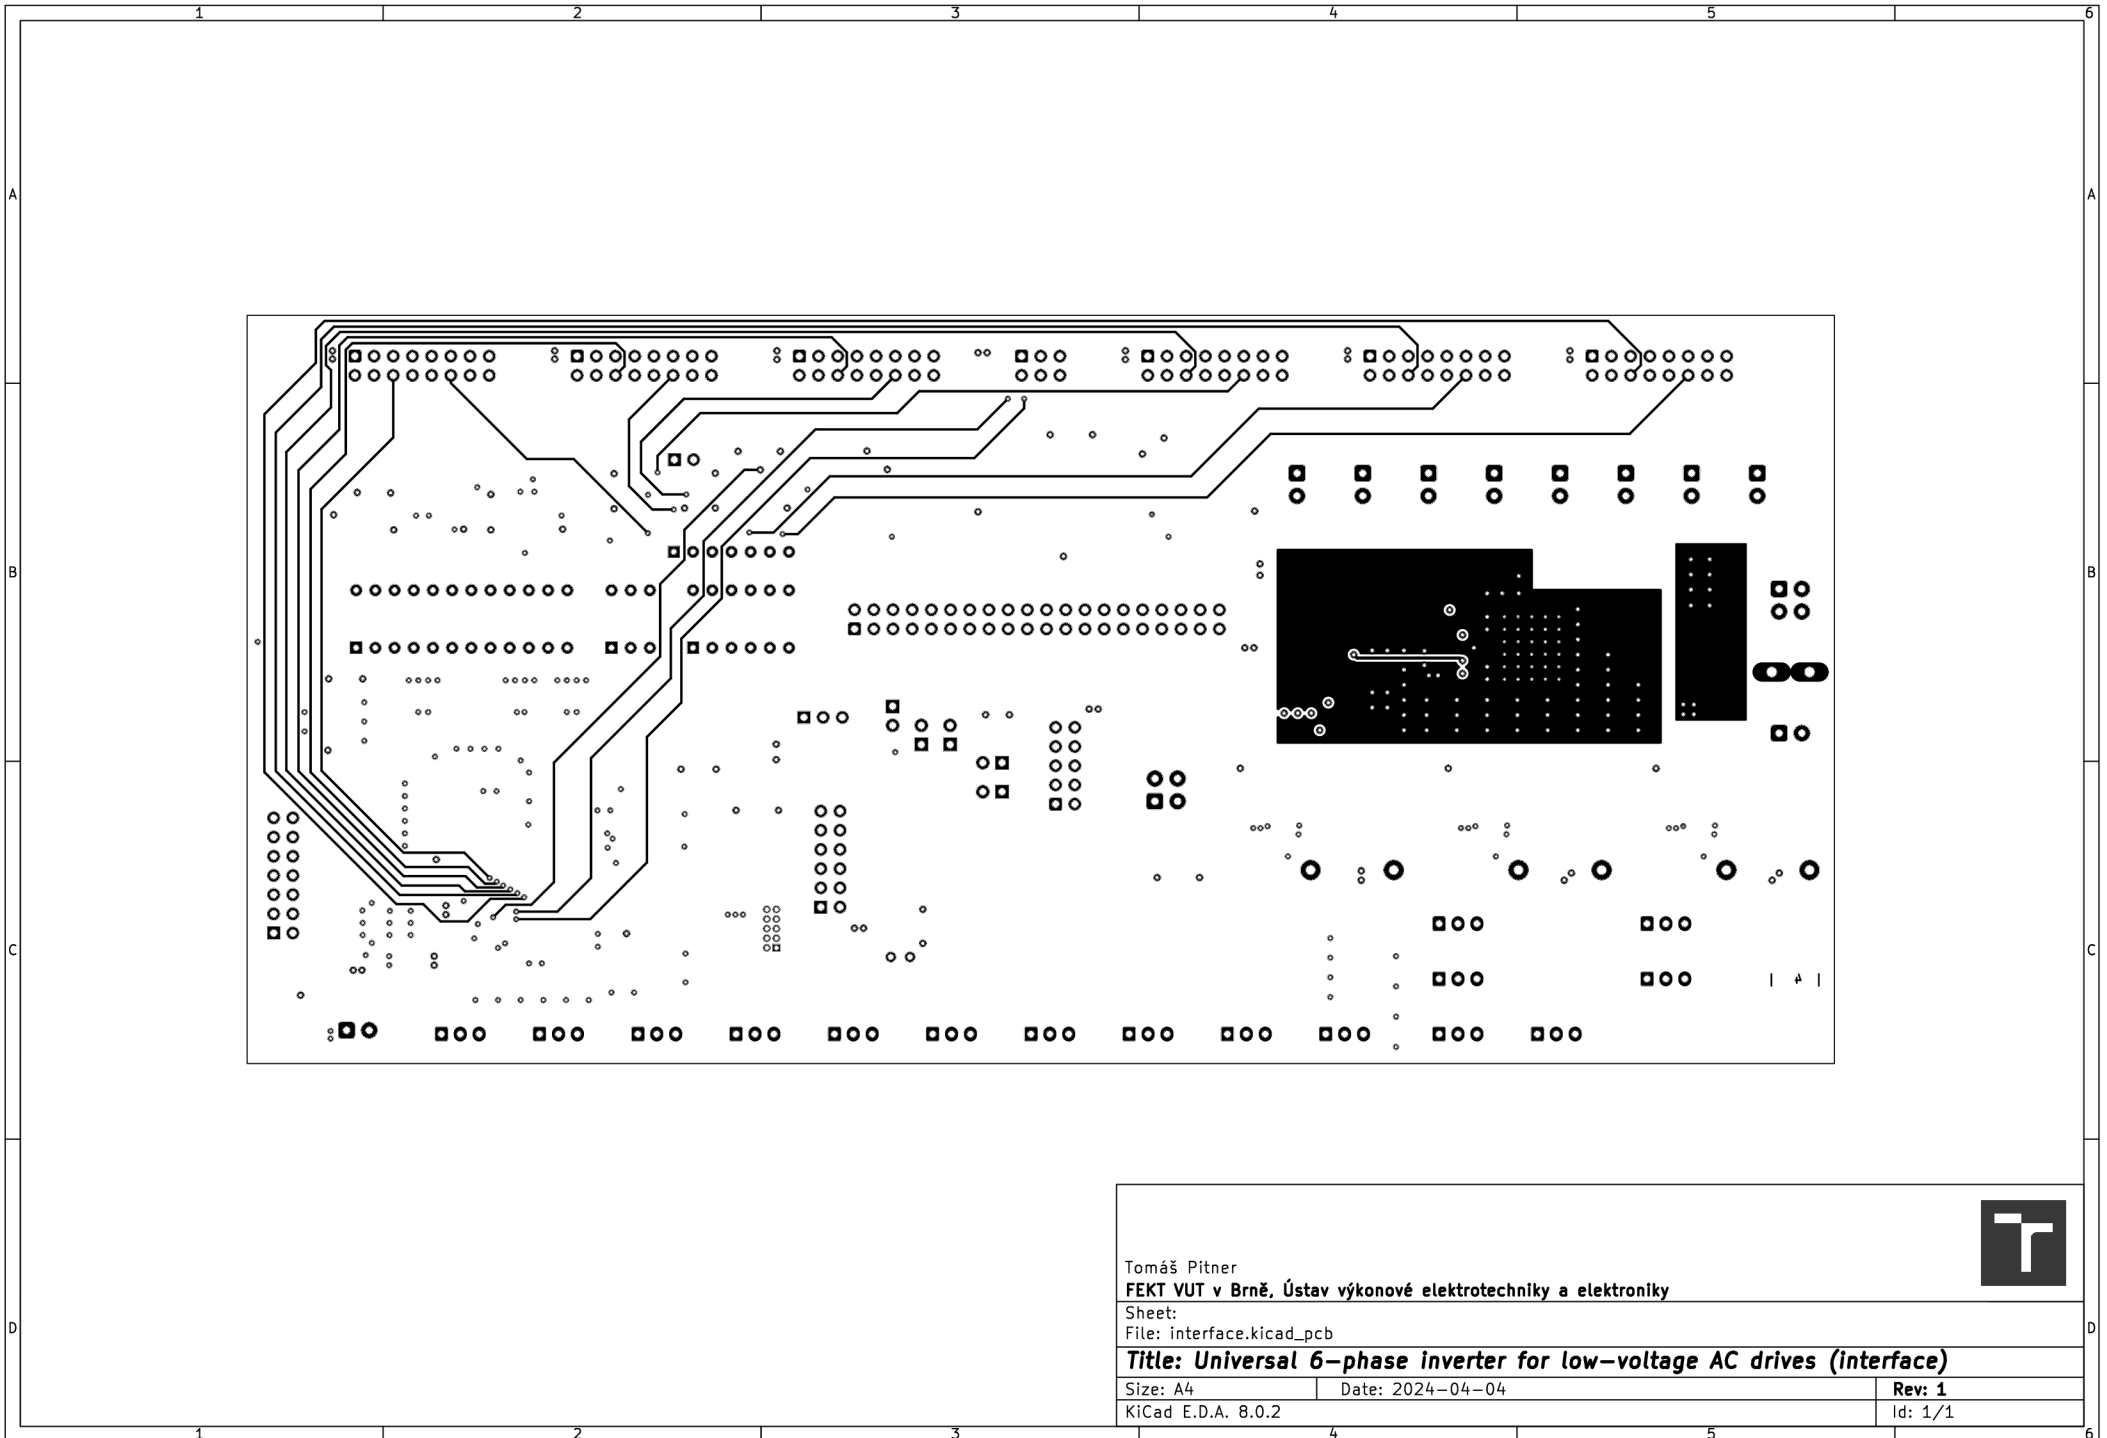 1 2 3 4 5 6
A A
B B
C C
4
D D
Tomáš Pitner
FEKT VUT v Brně, Ústav výkonové elektrotechniky a elektroniky
Sheet:
File: interface.kicad_pcb
Title: Universal 6-phase inverter for low-voltage AC drives (interface)
Size: A4 Date: 2024-04-04 Rev: 1
KiCad E.D.A. 8.0.2 Id: 1/1
1 2 3 4 5 6